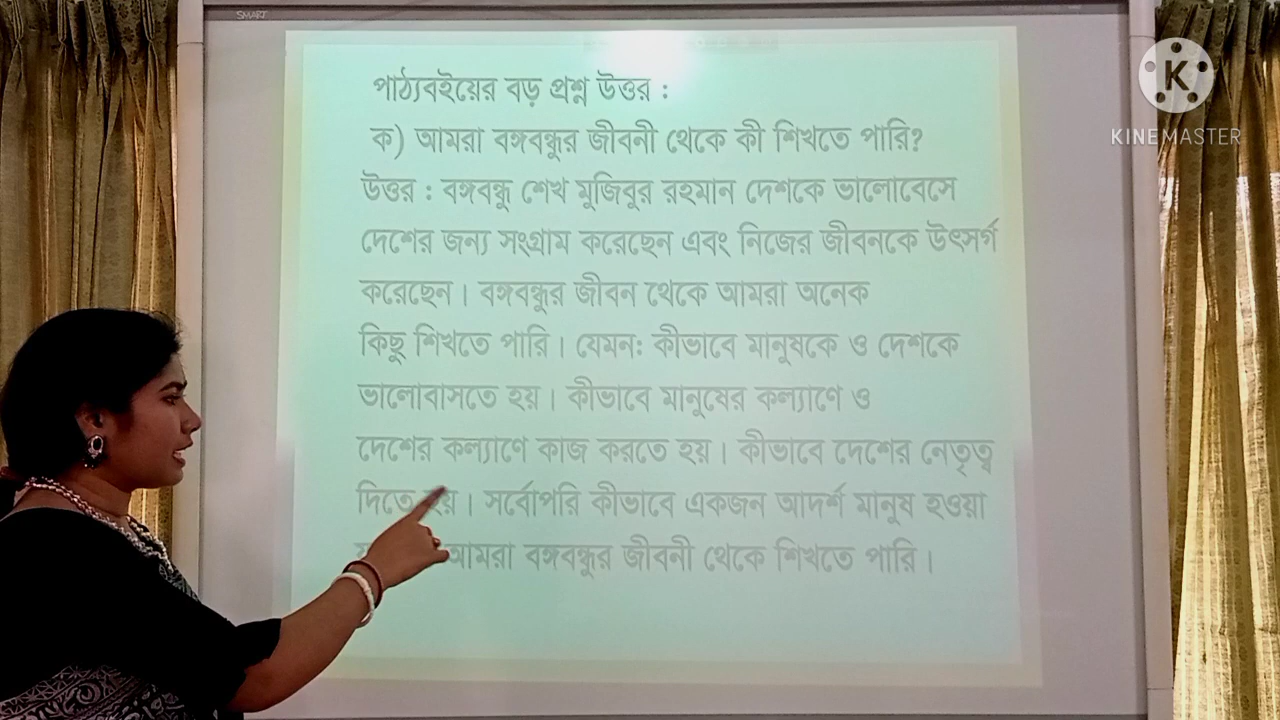 SMART
পাঠ্যবইয়ের বড় প্রশ্ন উত্তর :
ক) আমরা বঙ্গবন্ধুর জীবনী থেকে কী শিখতে পারি?
উত্তর : বঙ্গবন্ধু শেখ মুজিবুর রহমান দেশকে ভালোবেসে
দেশের জন্য সংগ্রাম করেছেন এবং নিজের জীবনকে উৎসর্গ
করেছেন। বঙ্গবন্ধুর জীবন থেকে আমরা অনেক
কিছু শিখতে পারি। যেমন: কীভাবে মানুষকে ও দেশকে
ভালোবাসতে হয়। কীভাবে মানুষের কল্যাণে ও
দেশের কল্যাণে কাজ করতে হয়। কীভাবে দেশের নেতৃত্ব
দিতে হয়। সর্বোপরি কীভাবে একজন আদর্শ মানুষ হওয়া
আমরা বঙ্গবন্ধুর জীবনী থেকে শিখতে পারি।
K
KINEMASTER